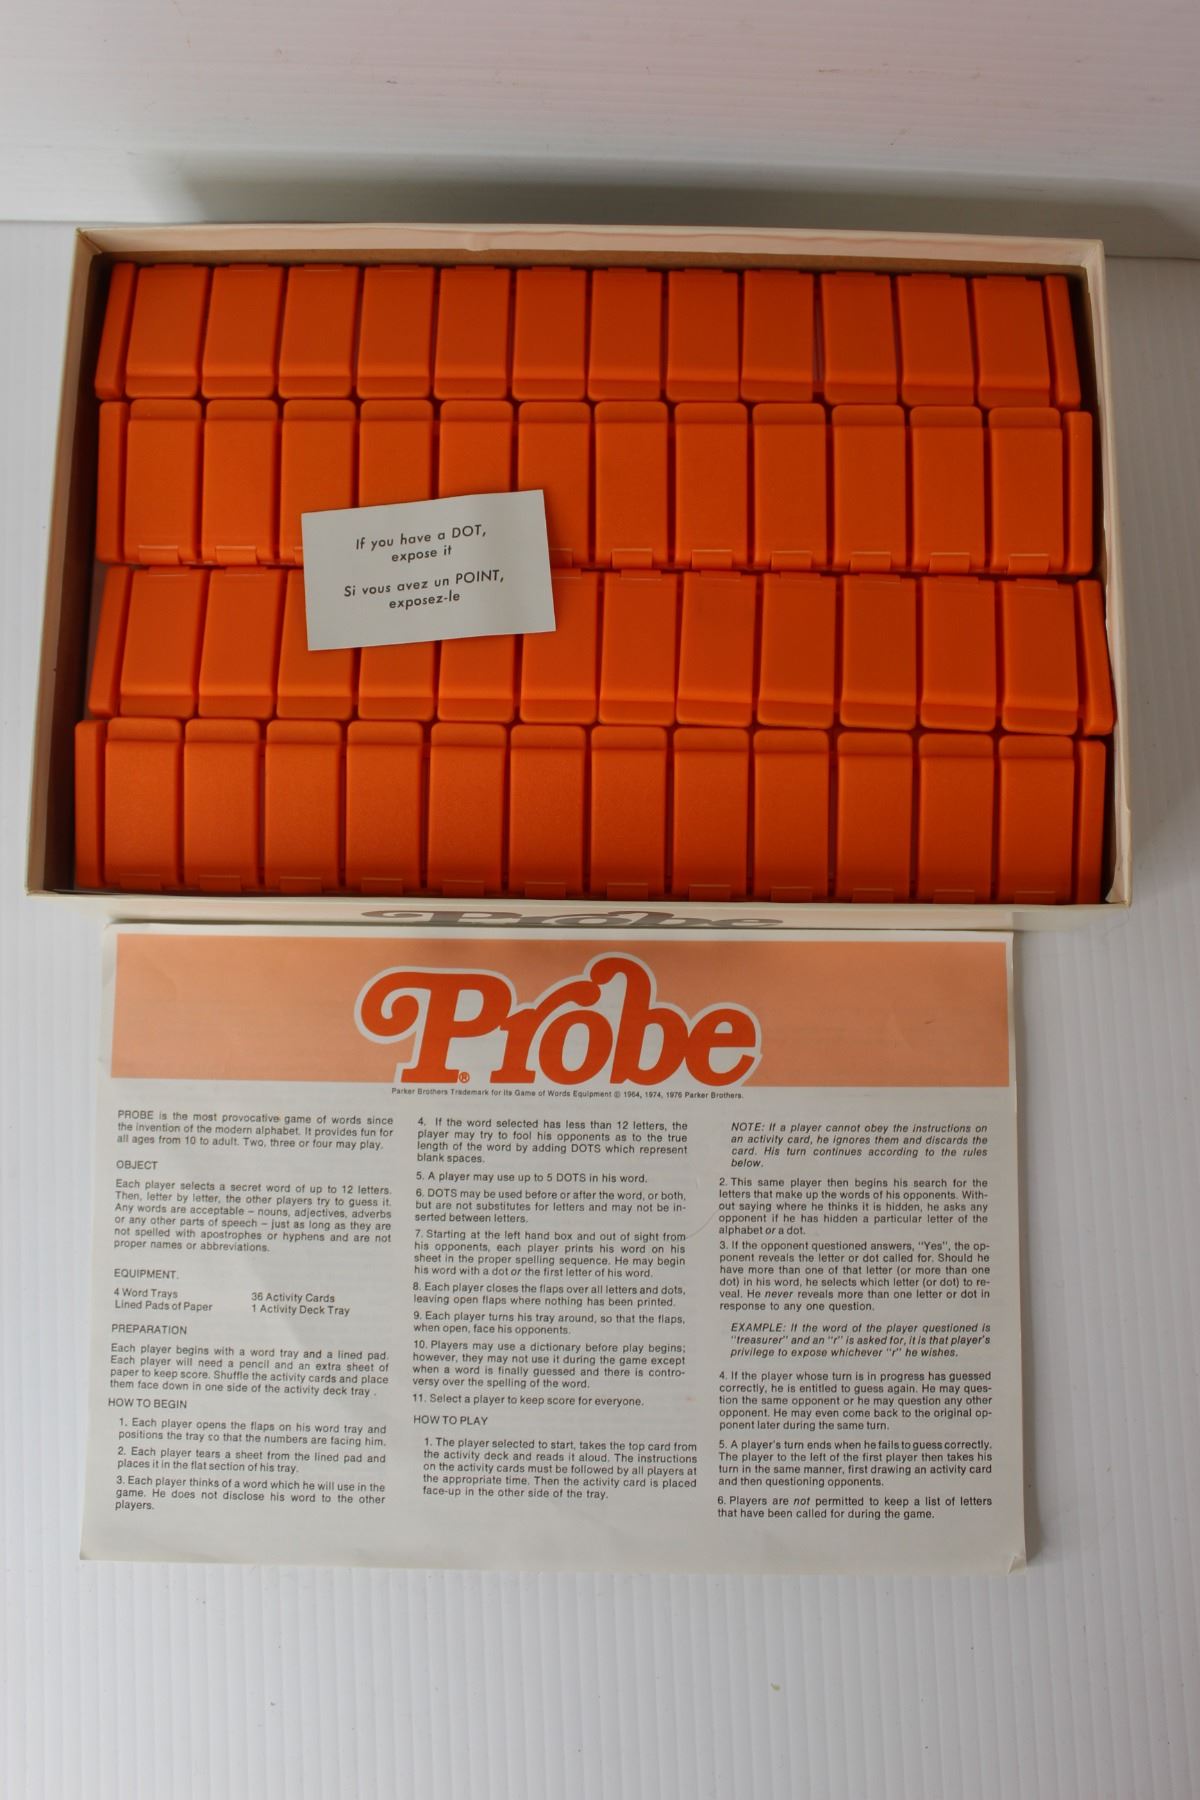 If you have a DOT,
expose it
Si vous avez un POINT,
exposez-le
Probe
Probe®
Parker Brothers Trademark for Its Game of Words Equipment © 1964, 1974, 1976 Parker Brothers.
PROBE is the most provocative game of words since
the invention of the modern alphabet. It provides fun for
all ages from 10 to adult. Two, three or four may play.
OBJECT
Each player selects a secret word of up to 12 letters.
Then, letter by letter, the other players try to guess it.
Any words are acceptable – nouns, adjectives, adverbs
or any other parts of speech – just as long as they are
not spelled with apostrophes or hyphens and are not
proper names or abbreviations.
EQUIPMENT.
4 Word Trays
Lined Pads of Paper
36 Activity Cards
1 Activity Deck Tray
PREPARATION
Each player begins with a word tray and a lined pad.
Each player will need a pencil and an extra sheet of
paper to keep score. Shuffle the activity cards and place
them face down in one side of the activity deck tray .
HOW TO BEGIN
1. Each player opens the flaps on his word tray and
positions the tray so that the numbers are facing him.
2. Each player tears a sheet from the lined pad and
places it in the flat section of his tray.
3. Each player thinks of a word which he will use in the
game. He does not disclose his word to the other
players.
4. If the word selected has less than 12 letters, the
player may try to fool his opponents as to the true
length of the word by adding DOTS which represent
blank spaces.
5. A player may use up to 5 DOTS in his word.
6. DOTS may be used before or after the word, or both,
but are not substitutes for letters and may not be in-
serted between letters.
7. Starting at the left hand box and out of sight from
his opponents, each player prints his word on his
sheet in the proper spelling sequence. He may begin
his word with a dot or the first letter of his word.
8. Each player closes the flaps over all letters and dots,
leaving open flaps where nothing has been printed.
9. Each player turns his tray around, so that the flaps,
when open, face his opponents.
10. Players may use a dictionary before play begins;
however, they may not use it during the game except
when a word is finally guessed and there is contro-
versy over the spelling of the word.
11. Select a player to keep score for everyone.
HOW TO PLAY
1. The player selected to start, takes the top card from
the activity deck and reads it aloud. The instructions
on the activity cards must be followed by all players at
the appropriate time. Then the activity card is placed
face-up in the other side of the tray.
NOTE: If a player cannot obey the instructions on
an activity card, he ignores them and discards the
card. His turn continues according to the rules
below.
2. This same player then begins his search for the
letters that make up the words of his opponents. With-
out saying where he thinks it is hidden, he asks any
opponent if he has hidden a particular letter of the
alphabet or a dot.
3. If the opponent questioned answers, "Yes", the op-
ponent reveals the letter or dot called for. Should he
have more than one of that letter (or more than one
dot) in his word, he selects which letter (or dot) to re-
veal. He never reveals more than one letter or dot in
response to any one question.
EXAMPLE: If the word of the player questioned is
"treasurer" and an "r" is asked for, it is that player's
privilege to expose whichever "r" he wishes.
4. If the player whose turn is in progress has guessed
correctly, he is entitled to guess again. He may ques-
tion the same opponent or he may question any other
opponent. He may even come back to the original op-
ponent later during the same turn.
5. A player's turn ends when he fails to guess correctly.
The player to the left of the first player then takes his
turn in the same manner, first drawing an activity card
and then questioning opponents.
6. Players are not permitted to keep a list of letters
that have been called for during the game.